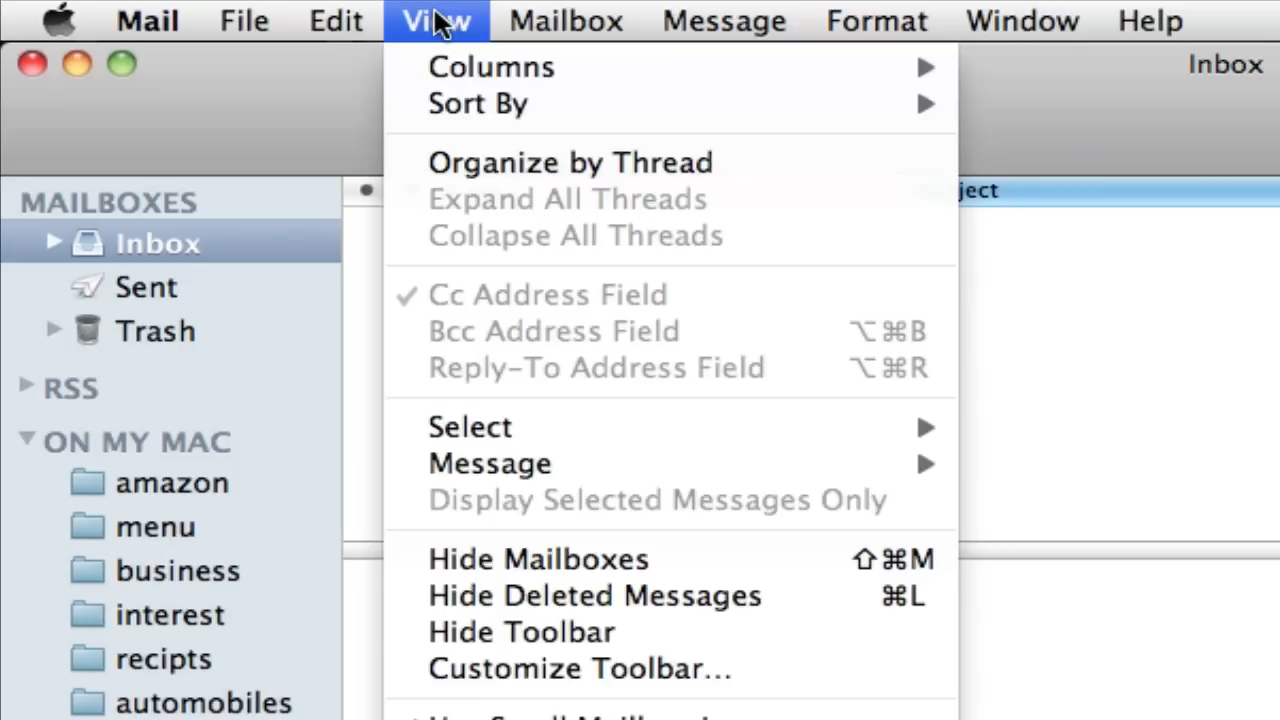 Mail File Edit View Mailbox Message Format Window Help
Inbox
Columns
Sort By
Organize by Thread
Expand All Threads
Collapse All Threads
Cc Address Field
Bcc Address Field ⌥⌘B
Reply-To Address Field ⌥⌘R
Select
Message
Display Selected Messages Only
Hide Mailboxes ⇧⌘M
Hide Deleted Messages ⌘L
Hide Toolbar
Customize Toolbar...
ject
MAILBOXES
Inbox
Sent
Trash
RSS
ON MY MAC
amazon
menu
business
interest
recipts
automobiles